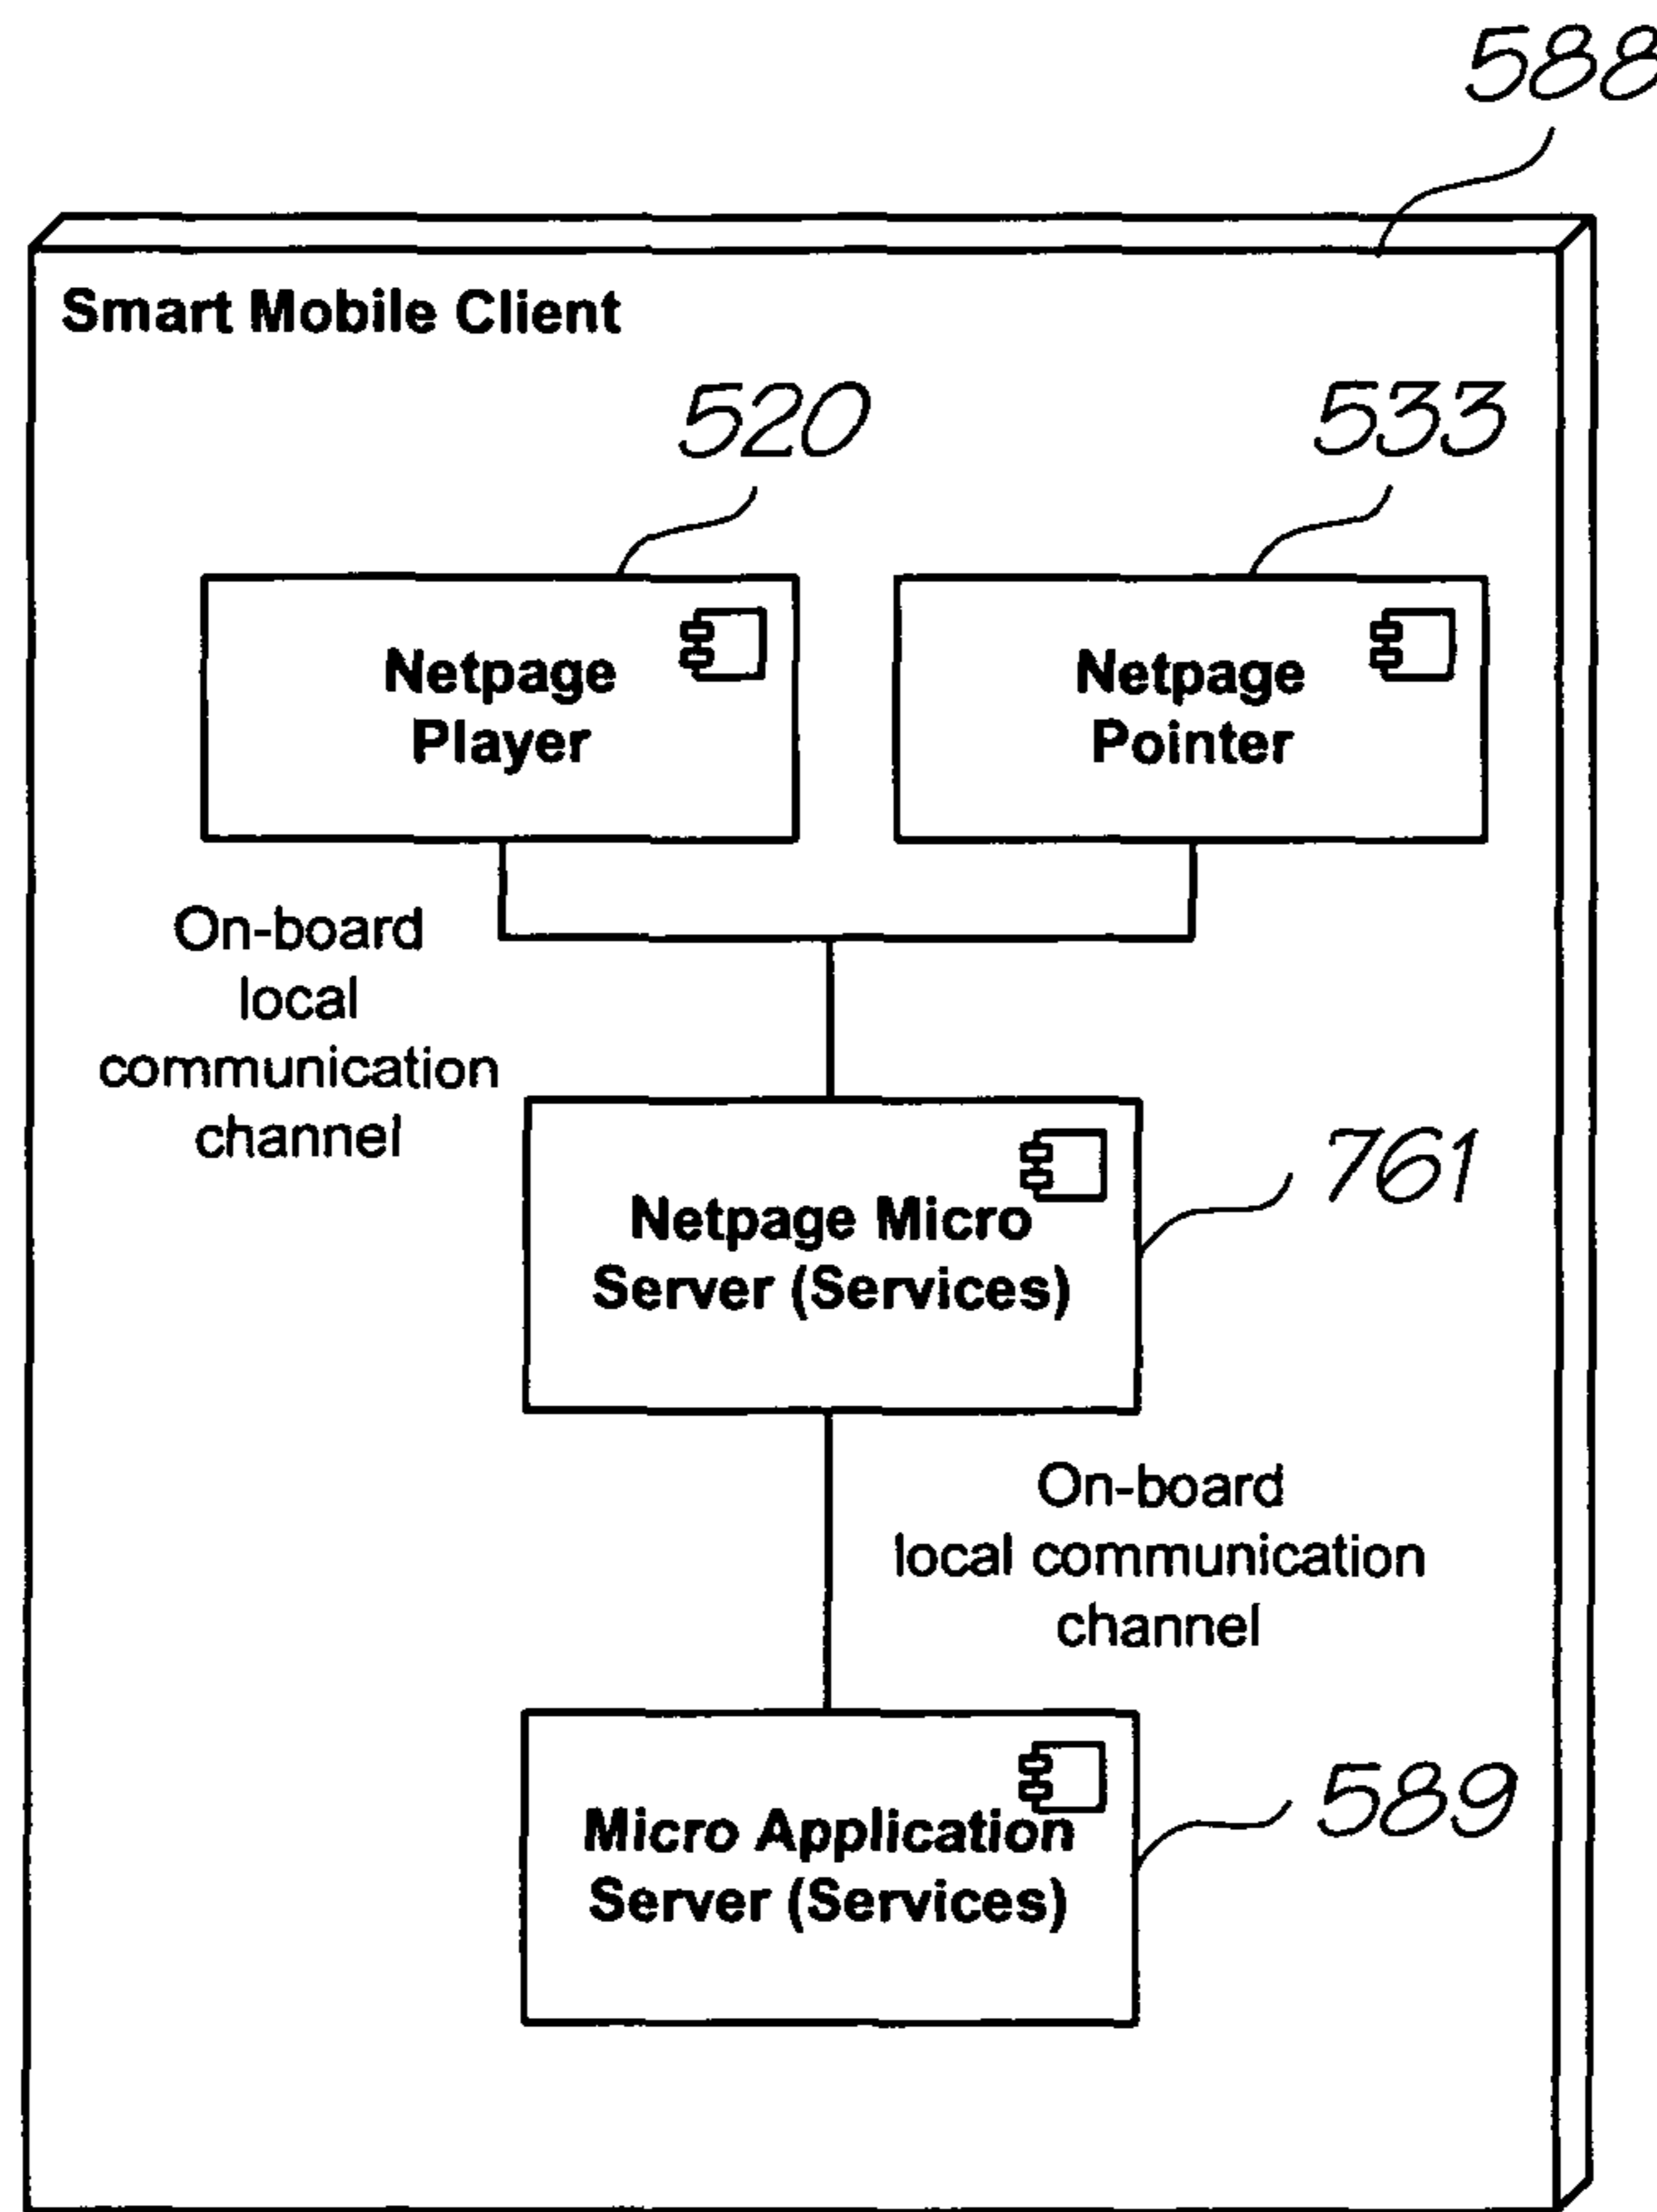 588
Smart Mobile Client
520
533
Netpage
Player
Netpage
Pointer
On-board
local
communication
channel
Netpage Micro
Server (Services)
761
On-board
local communication
channel
Micro Application
Server (Services)
589